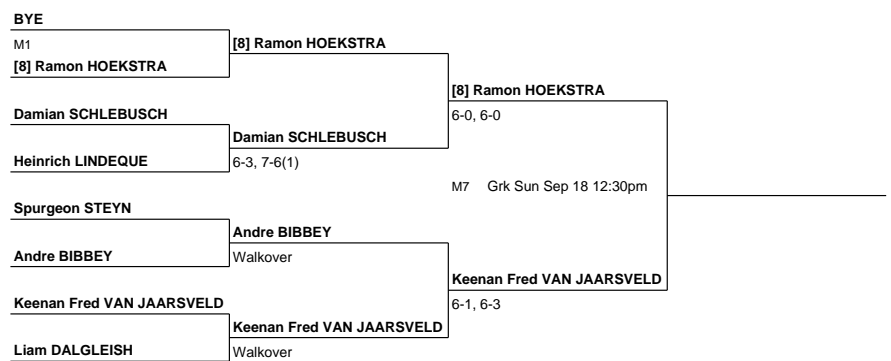 BYE
M1
[8] Ramon HOEKSTRA
[8] Ramon HOEKSTRA
Damian SCHLEBUSCH
Heinrich LINDEQUE
Damian SCHLEBUSCH
6-3, 7-6(1)
[8] Ramon HOEKSTRA
6-0, 6-0
M7 Grk Sun Sep 18 12:30pm
Spurgeon STEYN
Andre BIBBEY
Andre BIBBEY
Walkover
Keenan Fred VAN JAARSVELD
Liam DALGLEISH
Keenan Fred VAN JAARSVELD
Walkover
Keenan Fred VAN JAARSVELD
6-1, 6-3